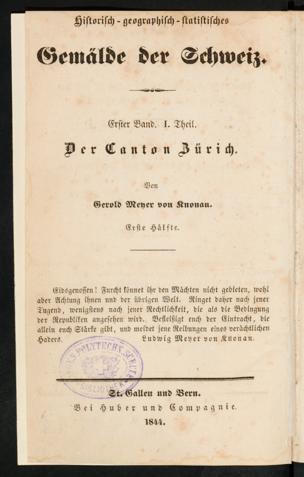 Historisch-geographisch-statistisches
Gemälde der Schweiz.
Erster Band. I. Theil.
Der Canton Zürich.
Von
Gerold Meyer von Knonau.
Erste Hälfte.
Eidsgenossen! Furcht könnet ihr den Mächten nicht gebieten, wohl
aber Achtung ihnen und der übrigen Welt. Ringet daher nach jener
Tugend, wenigstens nach jener Rechtlichkeit, die als die Bedingung
der Republiken angesehen wird. Befleißigt euch der Eintracht, die
allein euch Stärke gibt, und meidet jene Reibungen eines verächtlichen
Haders. Ludwig Meyer von Knonau.
St. Gallen und Bern.
Bei Huber und Compagnie.
1844.